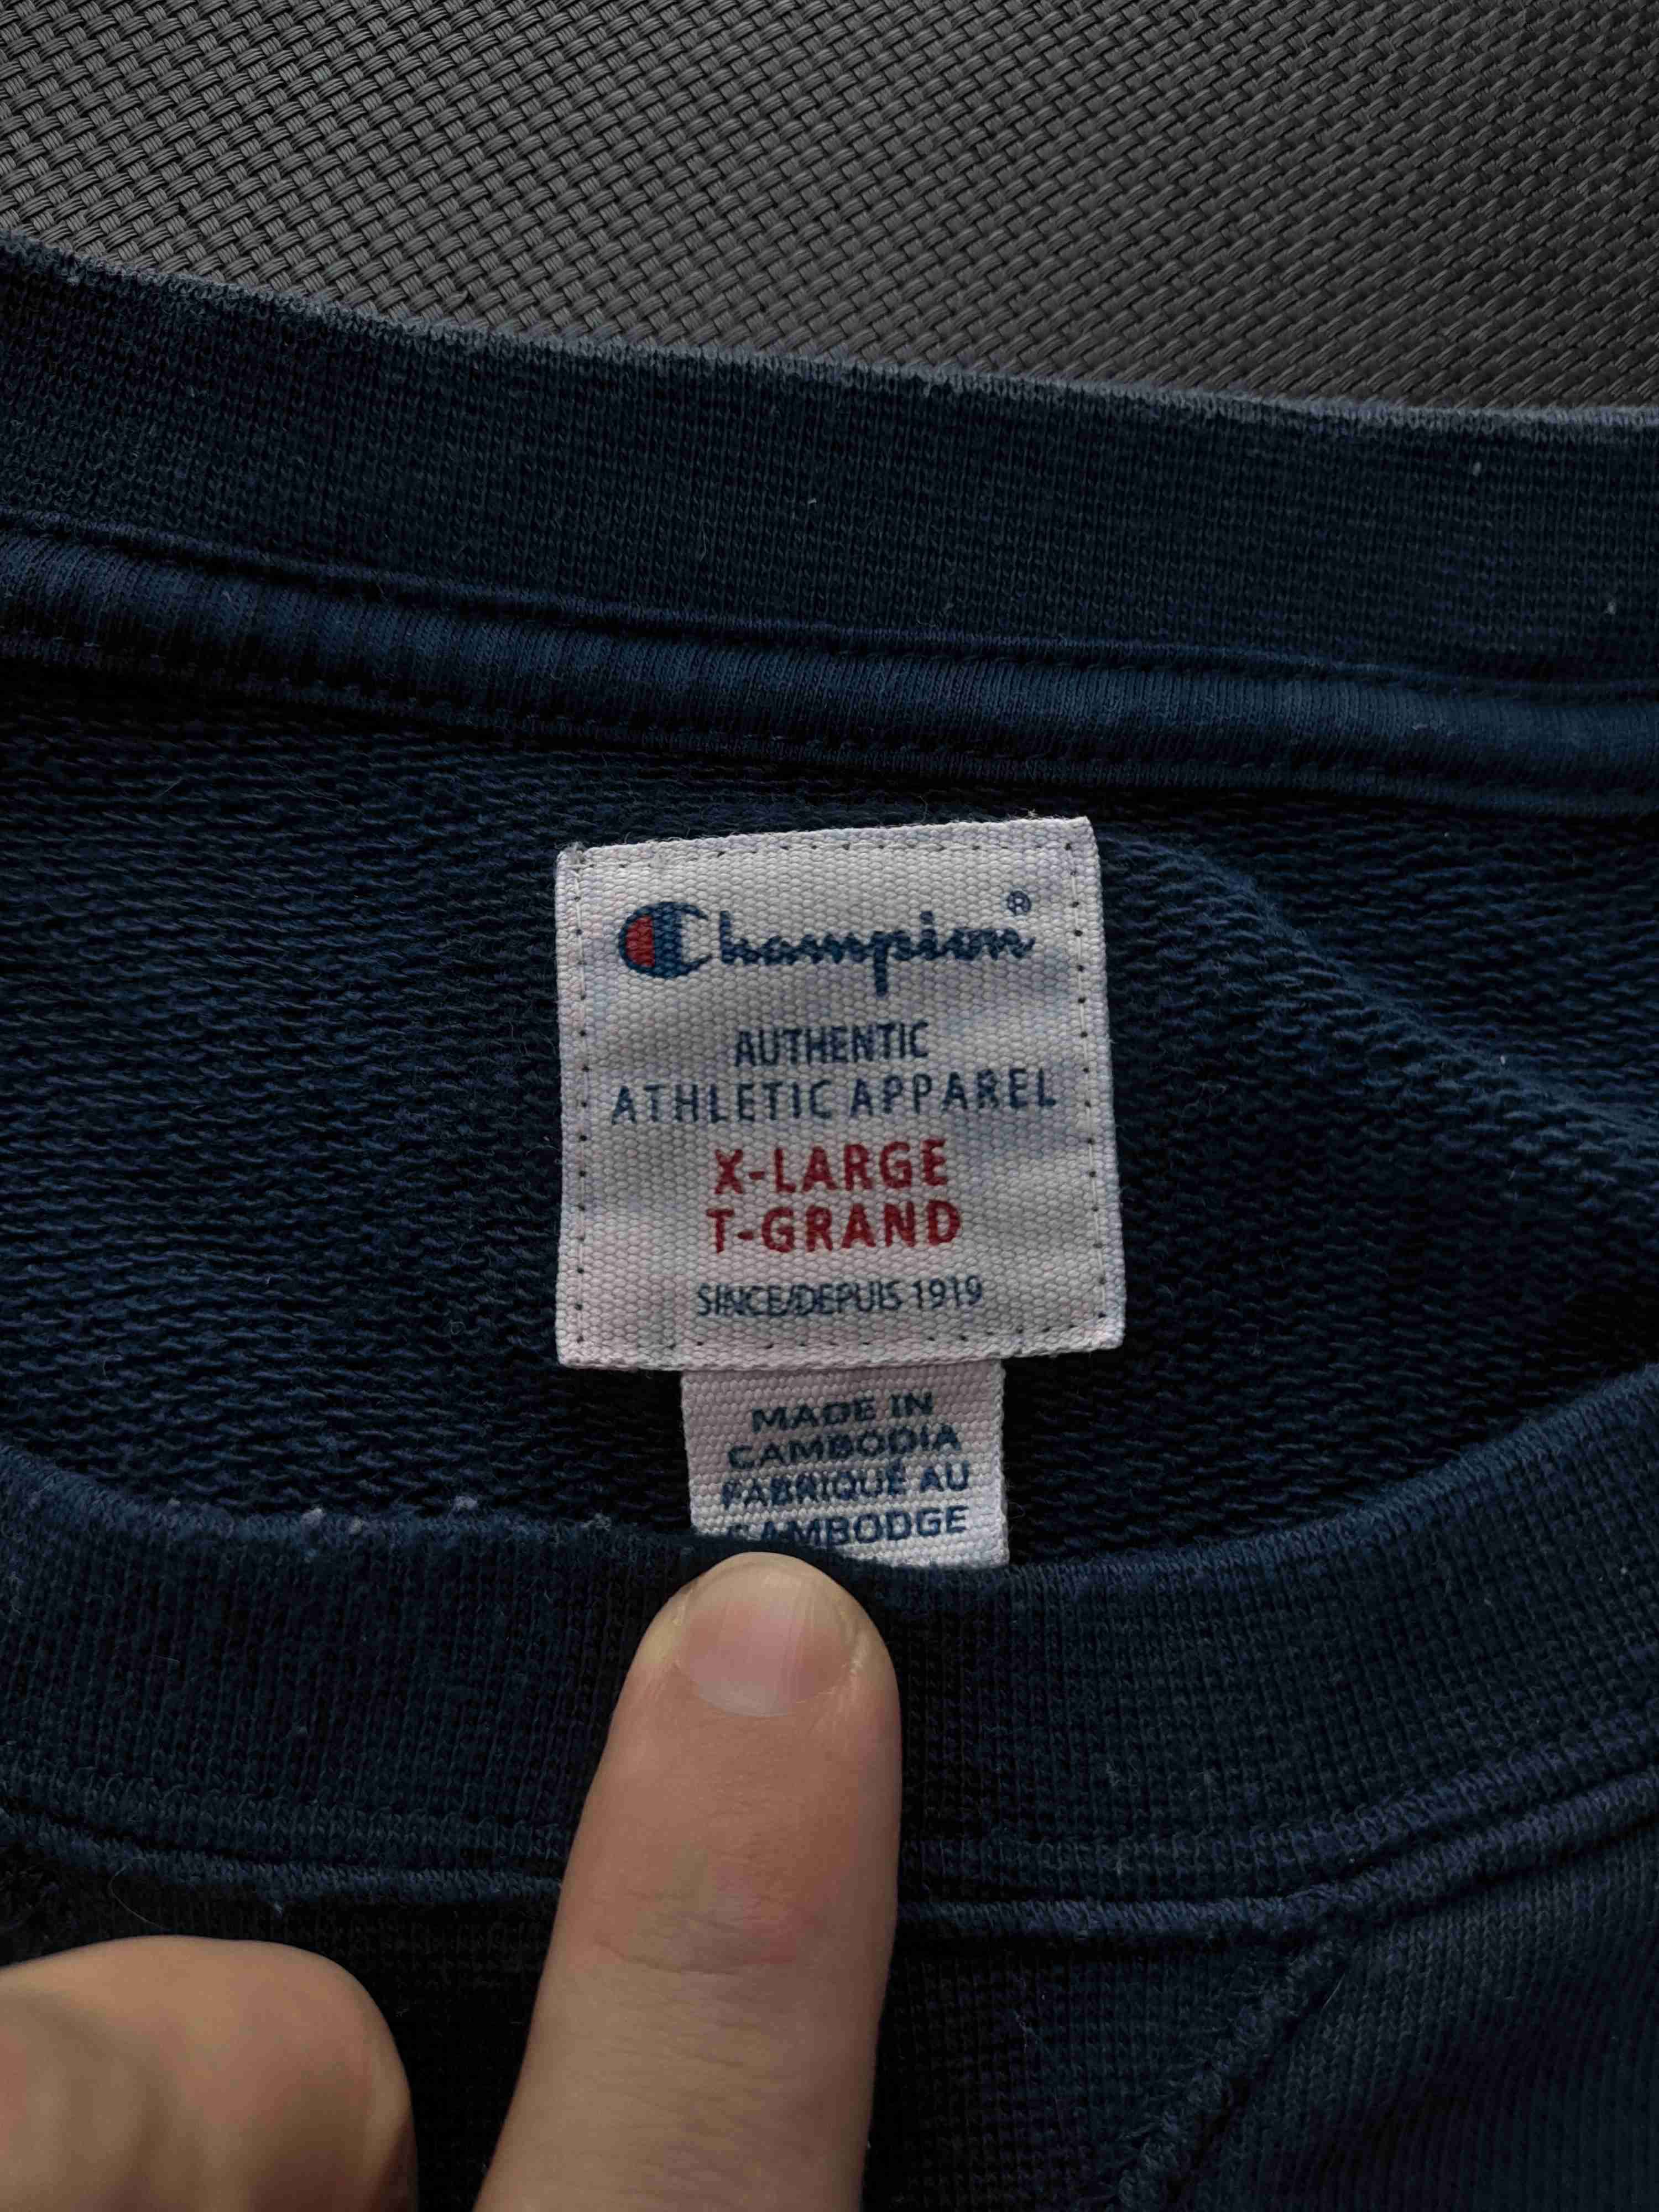 Champion®
AUTHENTIC
ATHLETIC APPAREL
X-LARGE
T-GRAND
SINCE/DEPUIS 1919
MADE IN
CAMBODIA
FABRIQUÉ AU
CAMBODGE